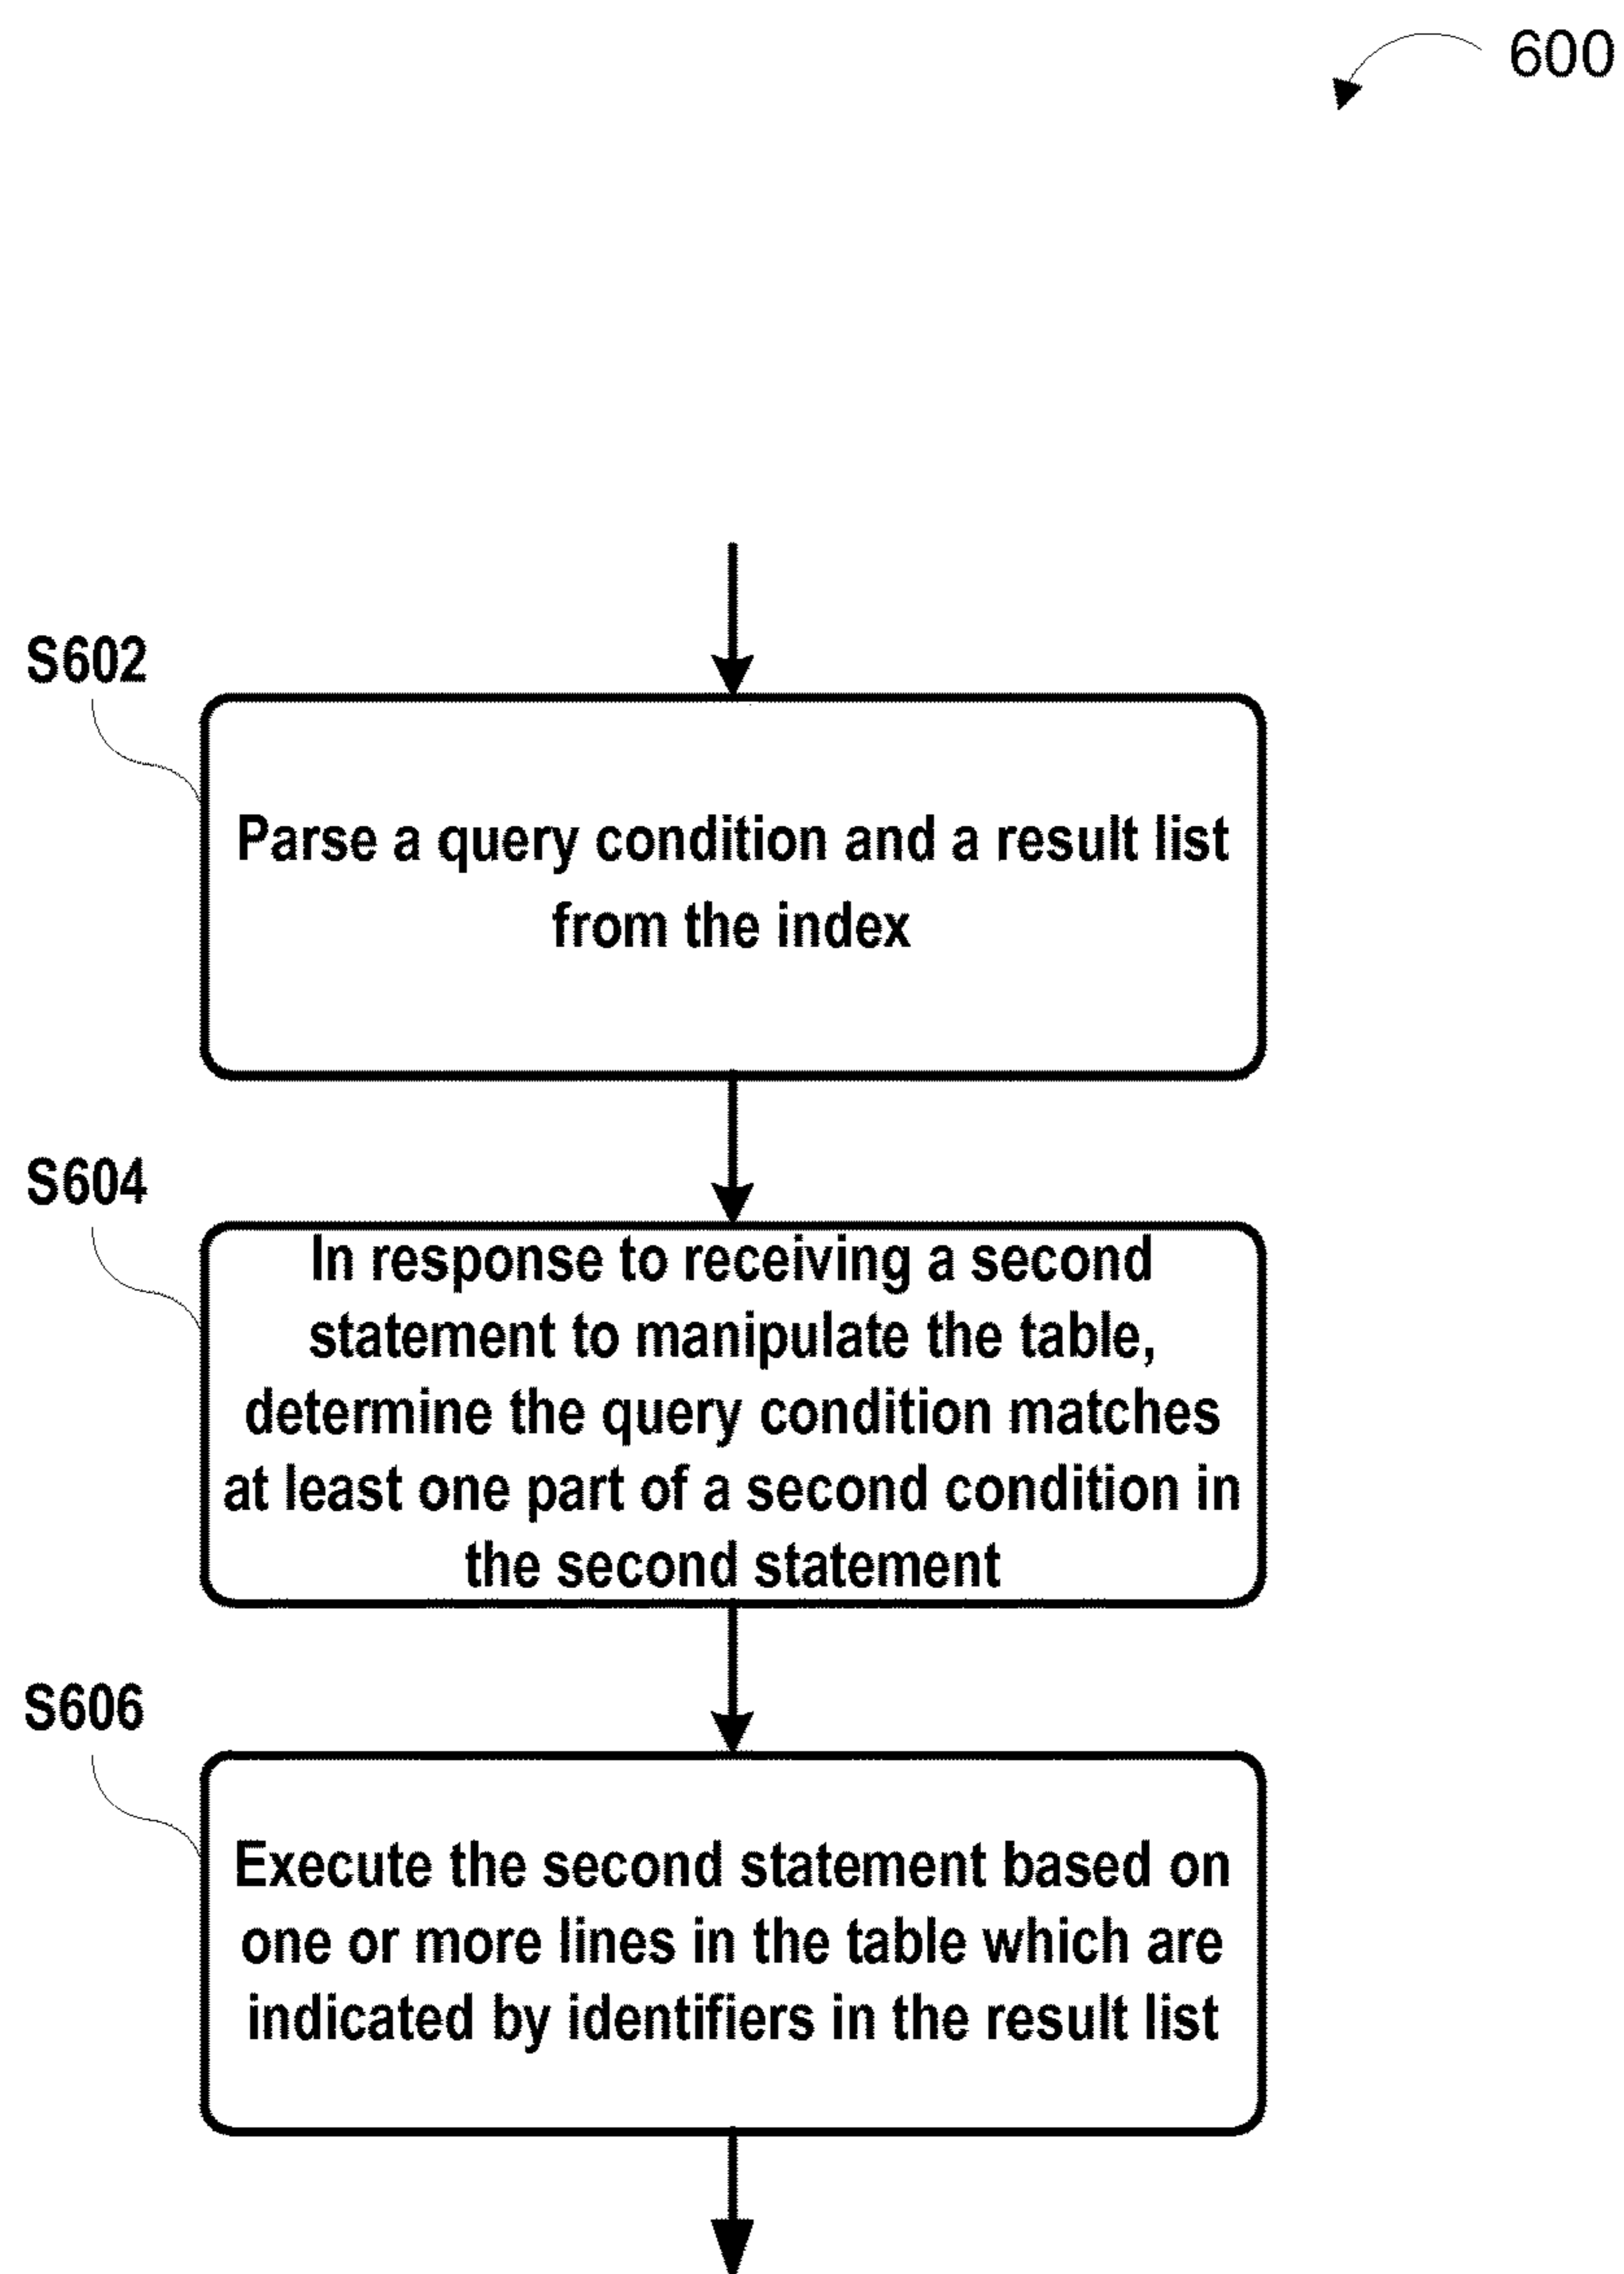 600
S602
Parse a query condition and a result list
from the index
S604
In response to receiving a second
statement to manipulate the table,
determine the query condition matches
at least one part of a second condition in
the second statement
S606
Execute the second statement based on
one or more lines in the table which are
indicated by identifiers in the result list